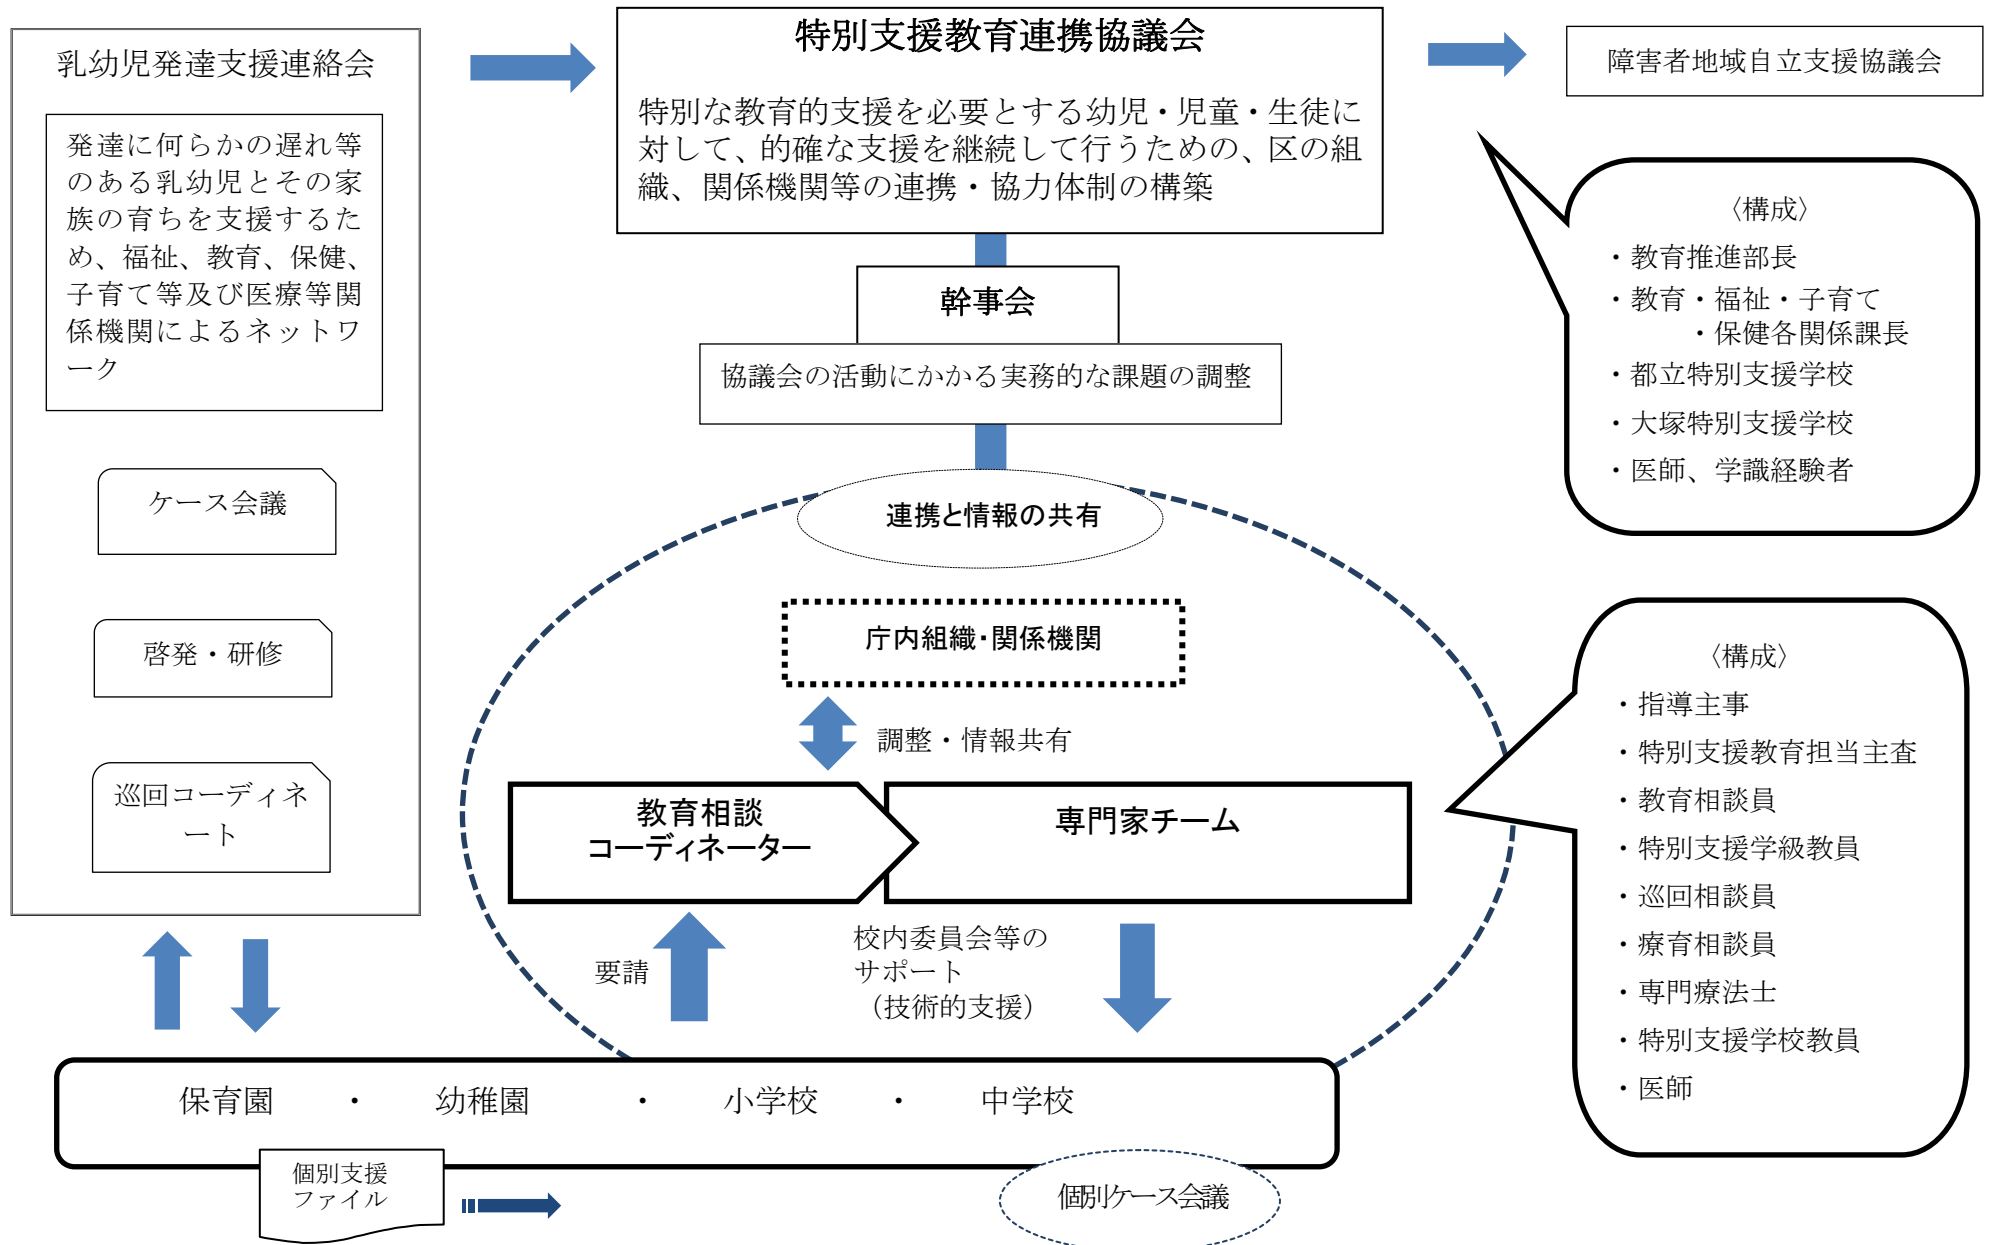 乳幼児発達支援連絡会
発達に何らかの遅れ等
のある乳幼児とその家
族の育ちを支援するた
め、福祉、教育、保健、
子育て等及び医療等関
係機関によるネットワ
ーク
ケース会議
啓発・研修
巡回コーディネ
ート
特別支援教育連携協議会
特別な教育的支援を必要とする幼児・児童・生徒に
対して、的確な支援を継続して行うための、区の組
織、関係機関等の連携・協力体制の構築
幹事会
協議会の活動にかかる実務的な課題の調整
連携と情報の共有
庁内組織・関係機関
調整・情報共有
教育相談
コーディネーター
専門家チーム
要請
校内委員会等の
サポート
（技術的支援）
障害者地域自立支援協議会
〈構成〉
・教育推進部長
・教育・福祉・子育て
・保健各関係課長
・都立特別支援学校
・大塚特別支援学校
・医師、学識経験者
〈構成〉
・指導主事
・特別支援教育担当主査
・教育相談員
・特別支援学級教員
・巡回相談員
・療育相談員
・専門療法士
・特別支援学校教員
・医師
保育園　・　幼稚園　・　小学校　・　中学校
個別支援
ファイル
個別ケース会議